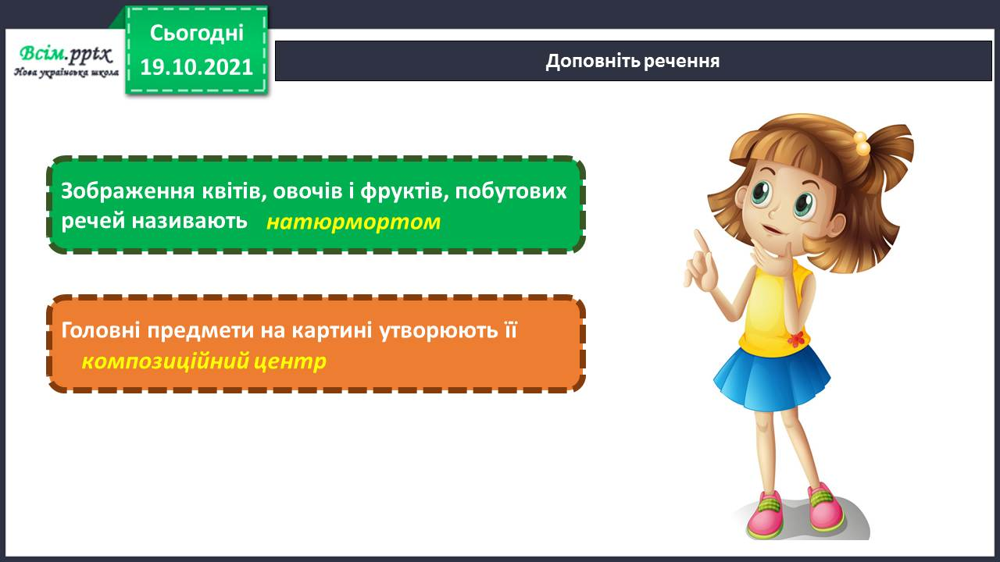 Всім.pptx
Нова українська школа
Сьогодні
19.10.2021
Доповніть речення
Зображення квітів, овочів і фруктів, побутових
речей називають натюрмортом
Головні предмети на картині утворюють її
композиційний центр